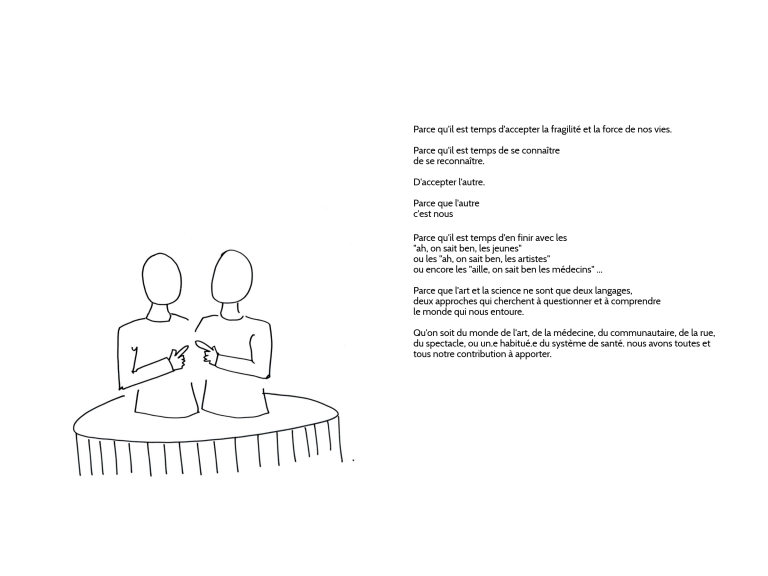 Parce qu'il est temps d'accepter la fragilité et la force de nos vies.
Parce qu'il est temps de se connaître
de se reconnaître.
D'accepter l'autre.
Parce que l'autre
c'est nous
Parce qu'il est temps d'en finir avec les
"ah, on sait ben, les jeunes"
ou les "ah, on sait ben, les artistes"
ou encore les "aille, on sait ben les médecins" ...
Parce que l'art et la science ne sont que deux langages,
deux approches qui cherchent à questionner et à comprendre
le monde qui nous entoure.
Qu'on soit du monde de l'art, de la médecine, du communautaire, de la rue,
du spectacle, ou un.e habitué.e du système de santé. nous avons toutes et
tous notre contribution à apporter.